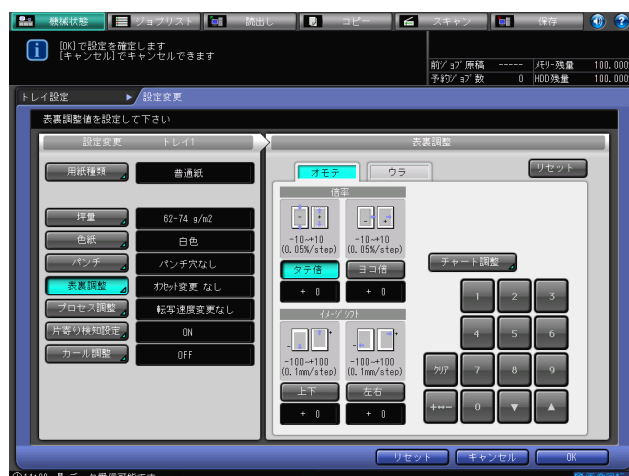 機械状態 ジョブリスト 読出し コピー スキャン 保存
[OK]で設定を確定します
[キャンセル]でキャンセルできます
前ｼﾞｮﾌﾞ原稿 ----- ﾒﾓﾘｰ残量 100.000
予約ｼﾞｮﾌﾞ数 0 HDD残量 100.000
トレイ設定 設定変更
表裏調整値を設定して下さい
設定変更 トレイ1
表裏調整
用紙種類 普通紙
坪量 62-74 g/m2
色紙 白色
パンチ パンチ穴なし
表裏調整 ｵﾌｾｯﾄ変更 なし
プロセス調整 転写速度変更なし
片寄り検知設定 ON
カール調整 OFF
オモテ ウラ リセット
倍率
-10~+10 -10~+10
(0.05%/step) (0.05%/step)
タテ倍 ヨコ倍
+ 0 + 0
ｲﾒｰｼﾞ ｼﾌﾄ
-100~+100 -100~+100
(0.1mm/step) (0.1mm/step)
上下 左右
+ 0 + 0
チャート調整
1 2 3
4 5 6
ｸﾘｱ 7 8 9
+↔- 0 ▼ ▲
リセット キャンセル OK